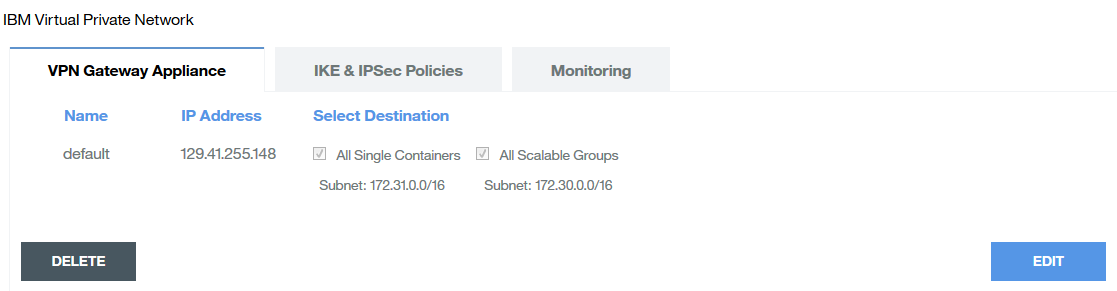 IBM Virtual Private Network
VPN Gateway Appliance IKE & IPSec Policies Monitoring
Name IP Address Select Destination
default 129.41.255.148 All Single Containers All Scalable Groups
Subnet: 172.31.0.0/16 Subnet: 172.30.0.0/16
DELETE EDIT